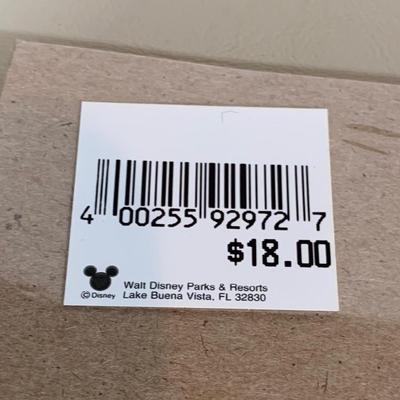 4 00255 92972 7
$18.00
Walt Disney Parks & Resorts
© Disney Lake Buena Vista, FL 32830